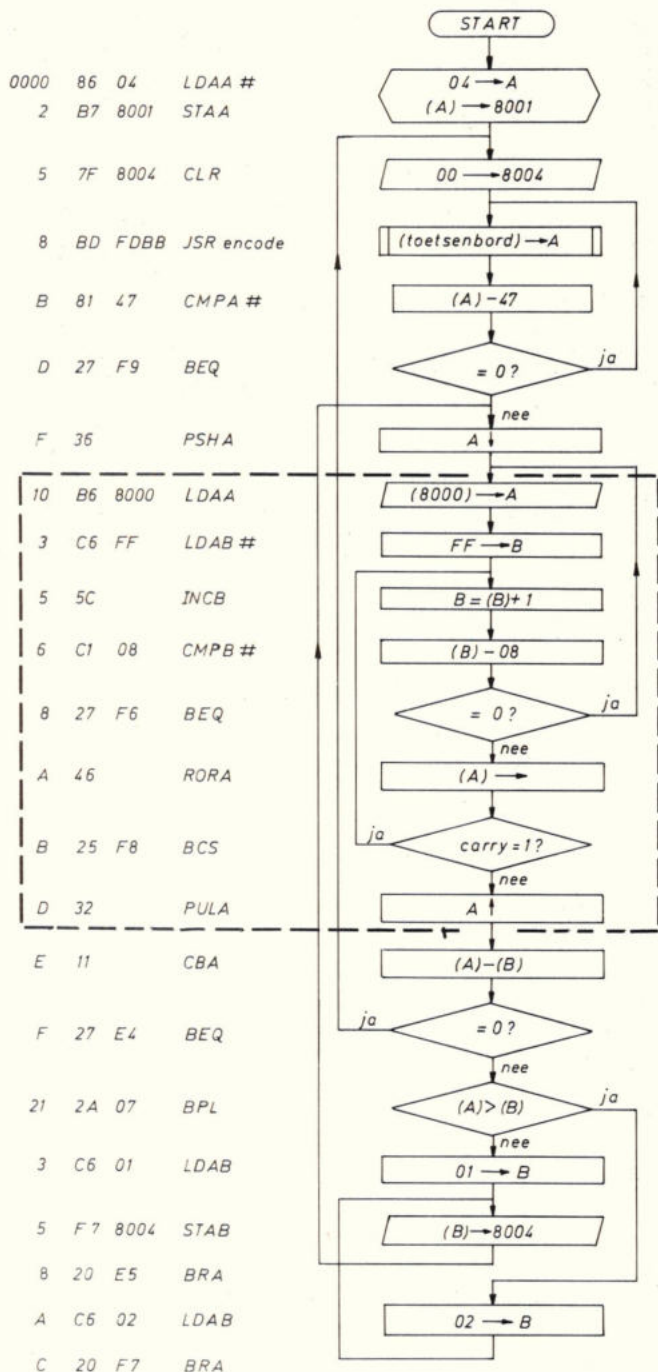 START
0000 86 04 LDAA # 04 → A
2 B7 8001 STAA (A) → 8001
5 7F 8004 CLR 00 → 8004
8 BD FDBB JSR encode (toetsenbord) → A
B 81 47 CMPA # (A) - 47
D 27 F9 BEQ = 0? ja
nee
F 36 PSHA A ↓
10 B6 8000 LDAA (8000) → A
3 C6 FF LDAB # FF → B
5 5C INCB B = (B) + 1
6 C1 08 CMPB # (B) - 08
ja
8 27 F6 BEQ = 0?
nee
A 46 RORA (A) →
B 25 F8 BCS ja carry = 1?
nee
D 32 PULA A ↑
E 11 CBA (A) - (B)
F 27 E4 BEQ ja = 0?
nee
21 2A 07 BPL (A) > (B) ja
nee
3 C6 01 LDAB 01 → B
5 F7 8004 STAB (B) → 8004
8 20 E5 BRA
A C6 02 LDAB 02 → B
C 20 F7 BRA